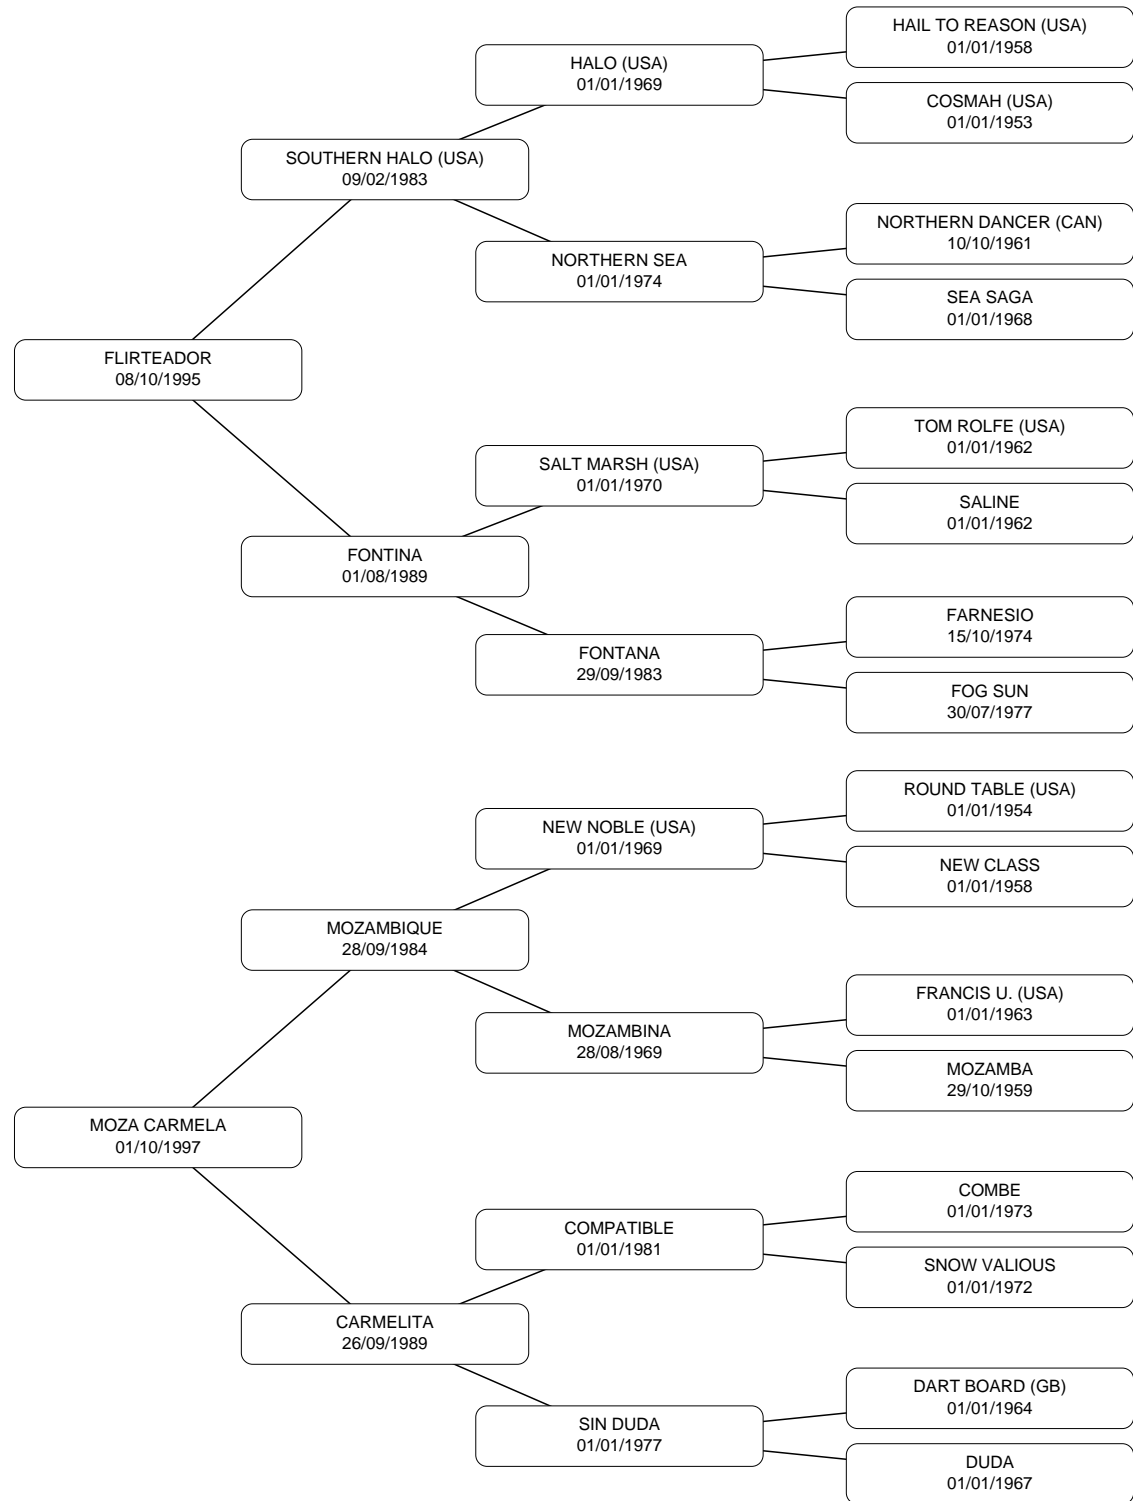 HAIL TO REASON (USA)
01/01/1958
HALO (USA)
01/01/1969
COSMAH (USA)
01/01/1953
SOUTHERN HALO (USA)
09/02/1983
NORTHERN DANCER (CAN)
10/10/1961
NORTHERN SEA
01/01/1974
SEA SAGA
01/01/1968
FLIRTEADOR
08/10/1995
TOM ROLFE (USA)
01/01/1962
SALT MARSH (USA)
01/01/1970
SALINE
01/01/1962
FONTINA
01/08/1989
FARNESIO
15/10/1974
FONTANA
29/09/1983
FOG SUN
30/07/1977
ROUND TABLE (USA)
01/01/1954
NEW NOBLE (USA)
01/01/1969
NEW CLASS
01/01/1958
MOZAMBIQUE
28/09/1984
FRANCIS U. (USA)
01/01/1963
MOZAMBINA
28/08/1969
MOZAMBA
29/10/1959
MOZA CARMELA
01/10/1997
COMBE
01/01/1973
COMPATIBLE
01/01/1981
SNOW VALIOUS
01/01/1972
CARMELITA
26/09/1989
DART BOARD (GB)
01/01/1964
SIN DUDA
01/01/1977
DUDA
01/01/1967